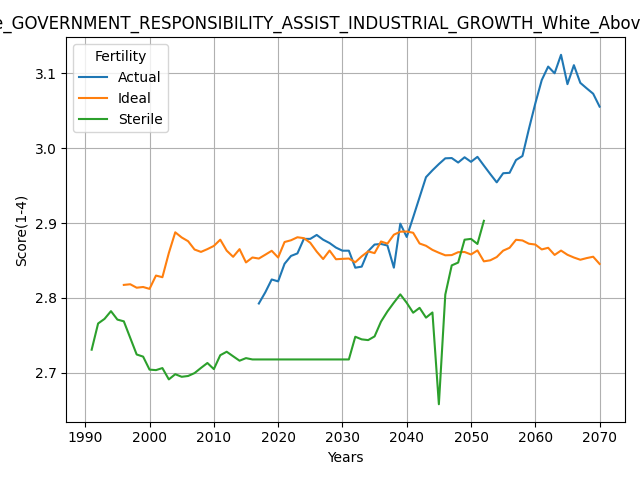 e_GOVERNMENT_RESPONSIBILITY_ASSIST_INDUSTRIAL_GROWTH_White_Abov
Fertility
Actual
Ideal
Sterile
Score(1-4)
3.1
3.0
2.9
2.8
2.7
1990 2000 2010 2020 2030 2040 2050 2060 2070
Years